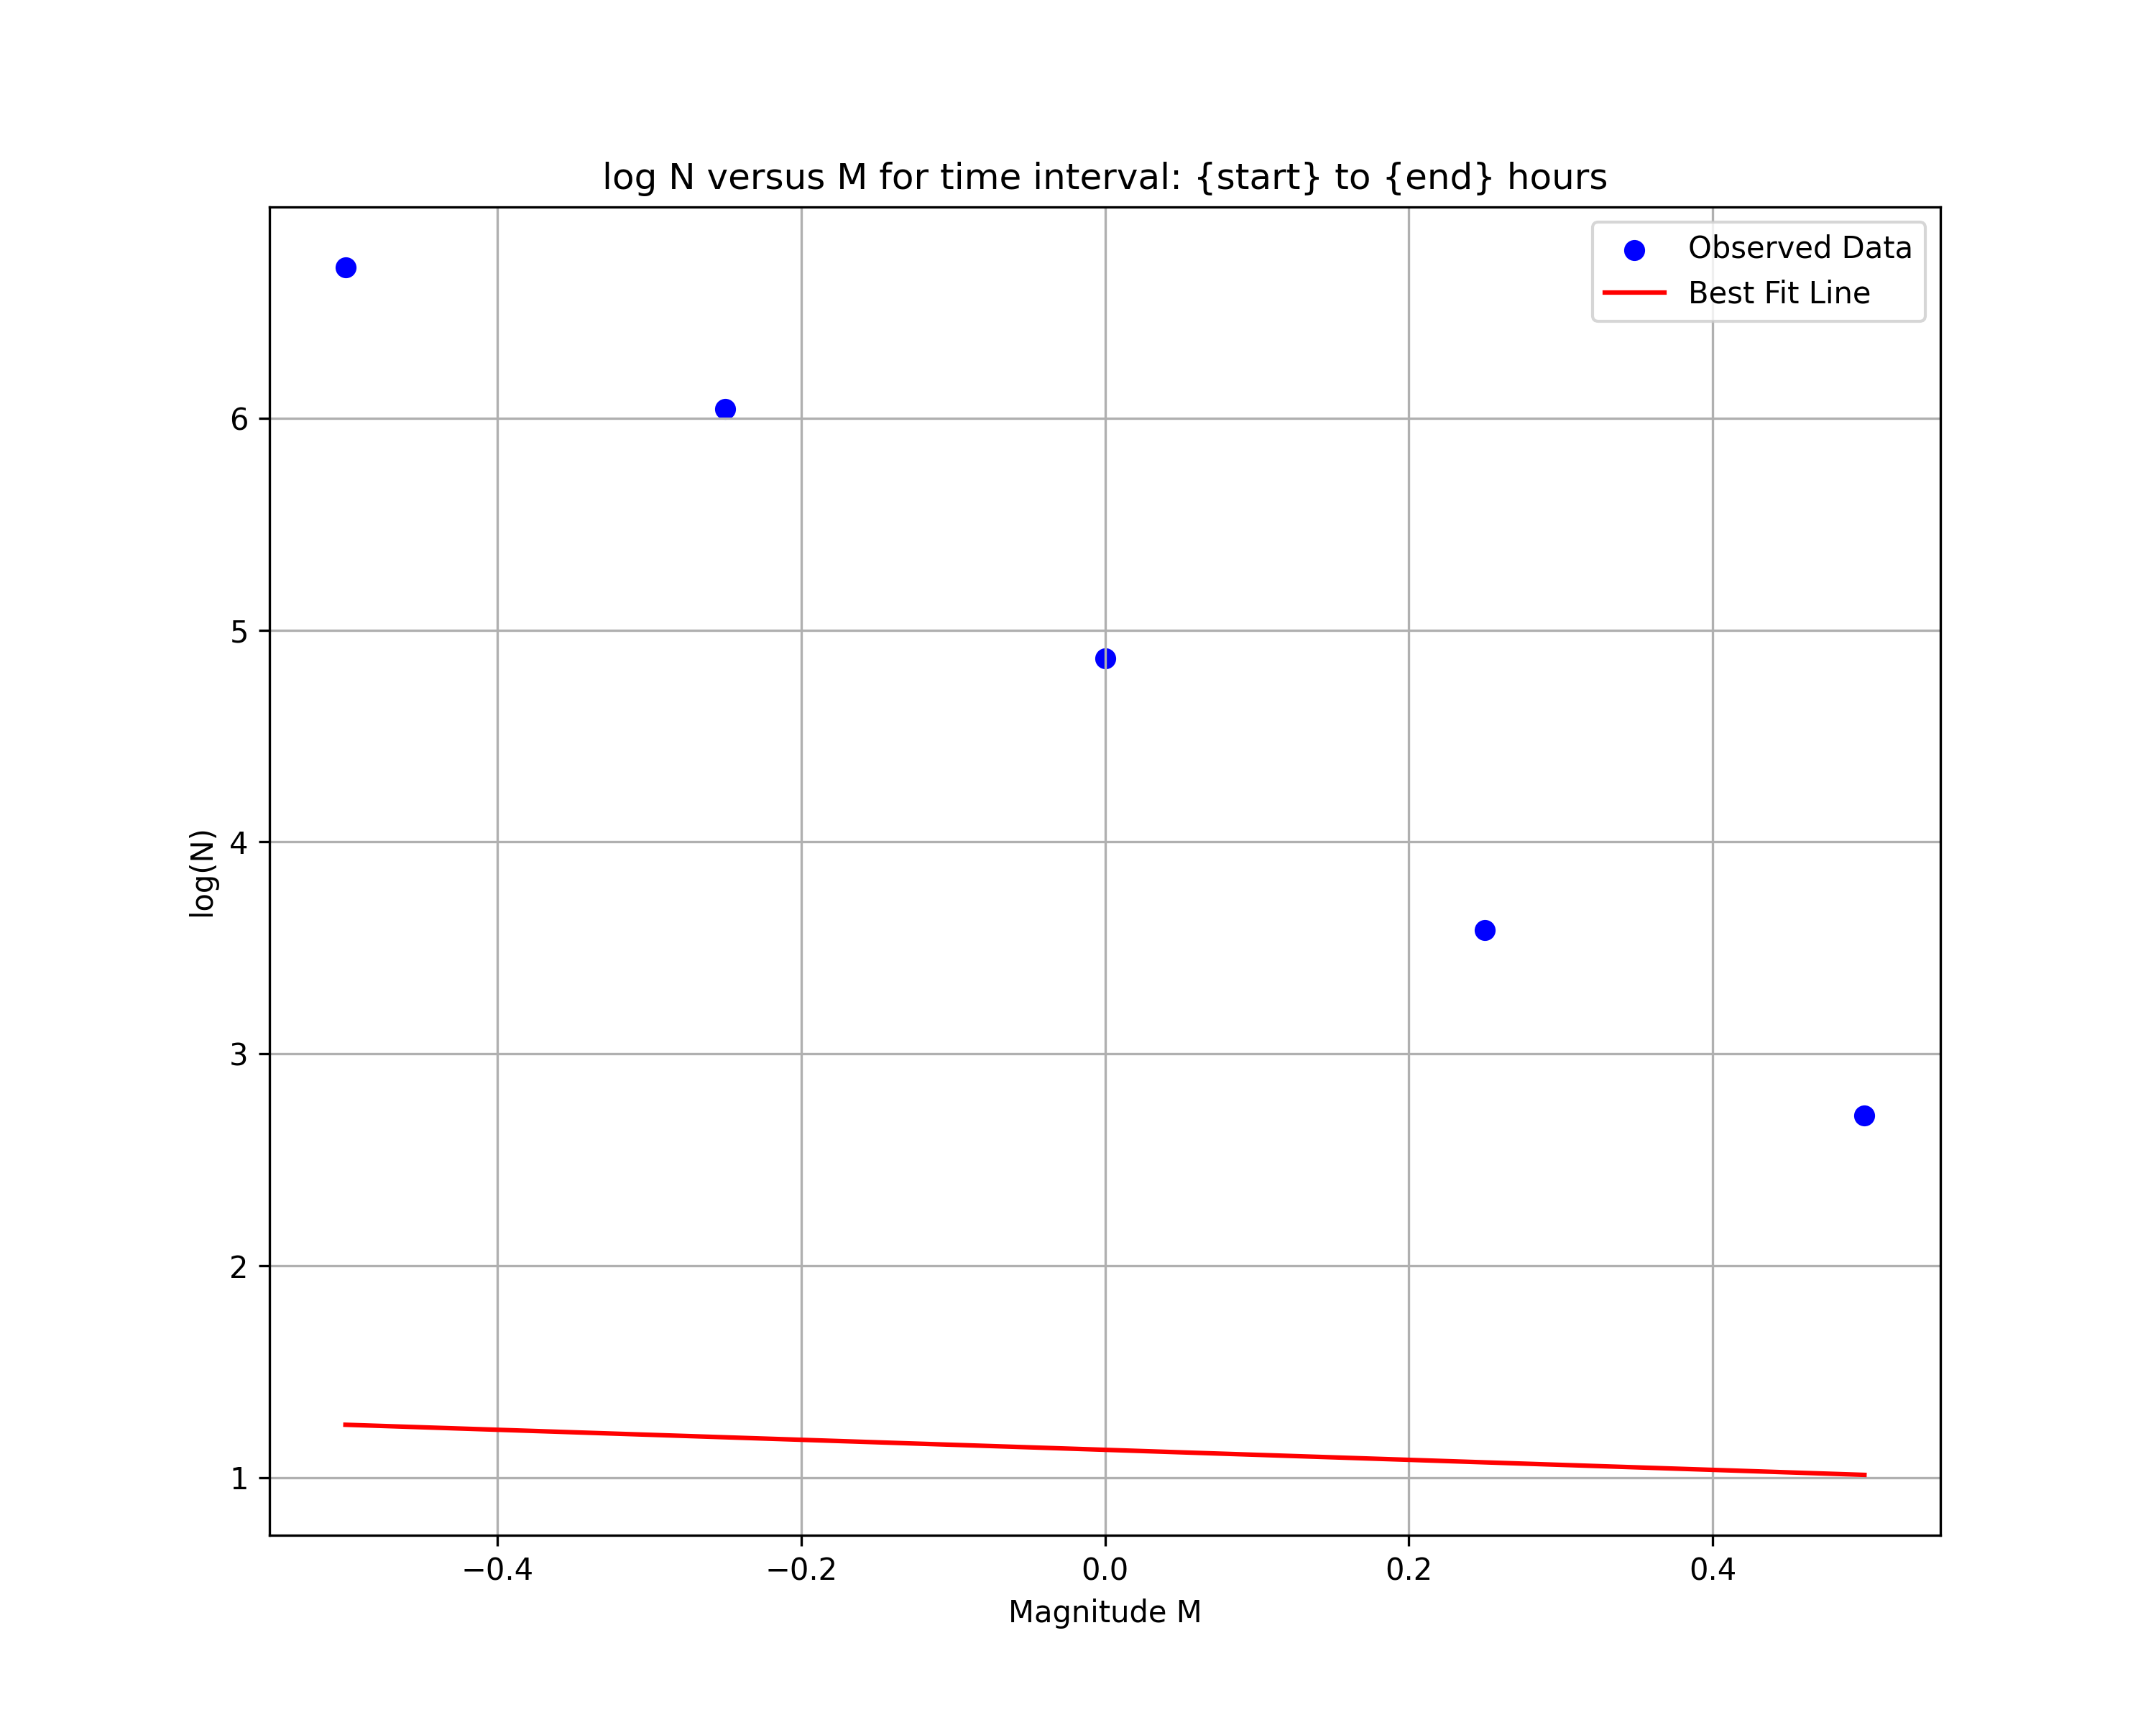 log N versus M for time interval: {start} to {end} hours
Observed Data
Best Fit Line
log(N)
6
5
4
3
2
1
−0.4 −0.2 0.0 0.2 0.4
Magnitude M